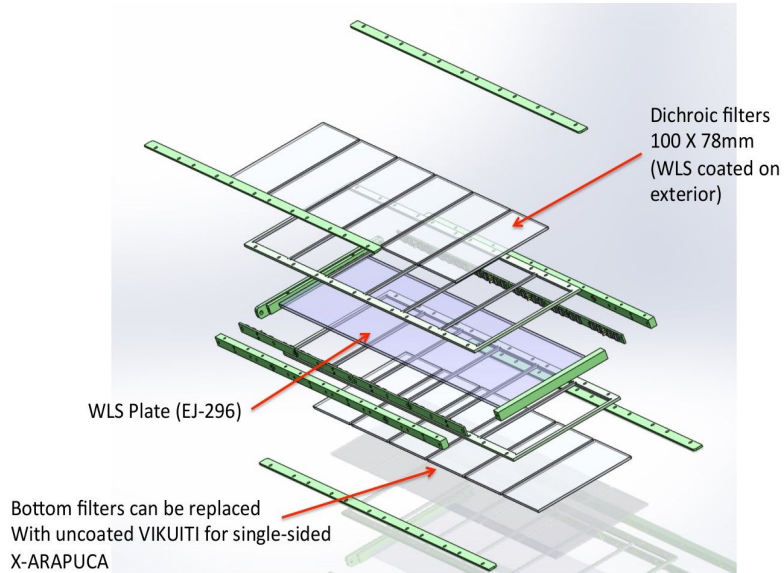 Dichroic filters
100 X 78mm
(WLS coated on
exterior)
WLS Plate (EJ-296)
Bottom filters can be replaced
With uncoated VIKUITI for single-sided
X-ARAPUCA